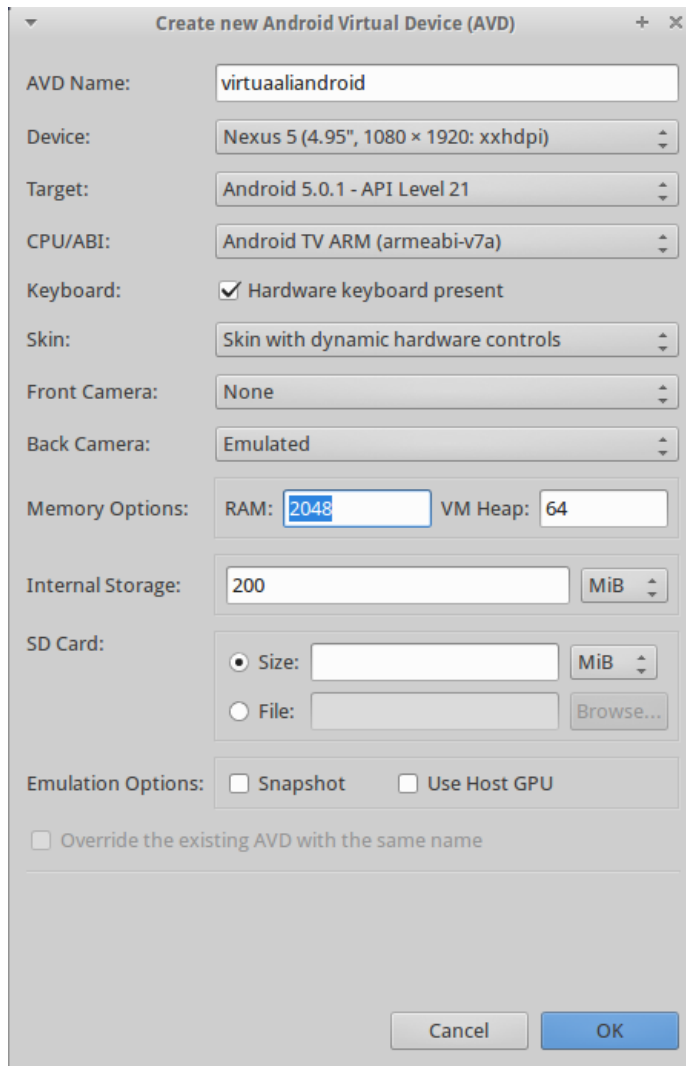 Create new Android Virtual Device (AVD)
AVD Name: virtuaaliandroid
Device: Nexus 5 (4.95", 1080 × 1920: xxhdpi)
Target: Android 5.0.1 - API Level 21
CPU/ABI: Android TV ARM (armeabi-v7a)
Keyboard: Hardware keyboard present
Skin: Skin with dynamic hardware controls
Front Camera: None
Back Camera: Emulated
Memory Options: RAM: 2048 VM Heap: 64
Internal Storage: 200 MiB
SD Card:
Size: MiB
File: Browse...
Emulation Options: Snapshot Use Host GPU
Override the existing AVD with the same name
Cancel OK